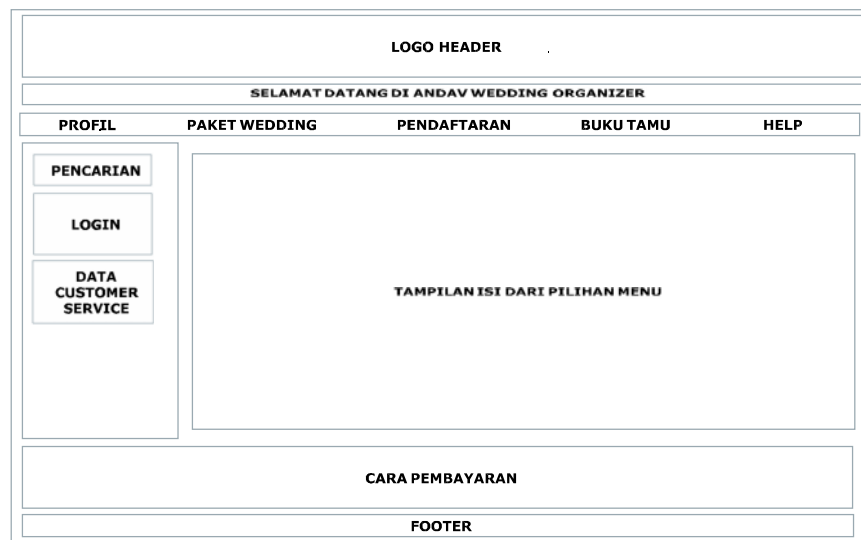 LOGO HEADER
SELAMAT DATANG DI ANDAV WEDDING ORGANIZER
PROFIL PAKET WEDDING PENDAFTARAN BUKU TAMU HELP
PENCARIAN
LOGIN
DATA
CUSTOMER
SERVICE
TAMPILAN ISI DARI PILIHAN MENU
CARA PEMBAYARAN
FOOTER